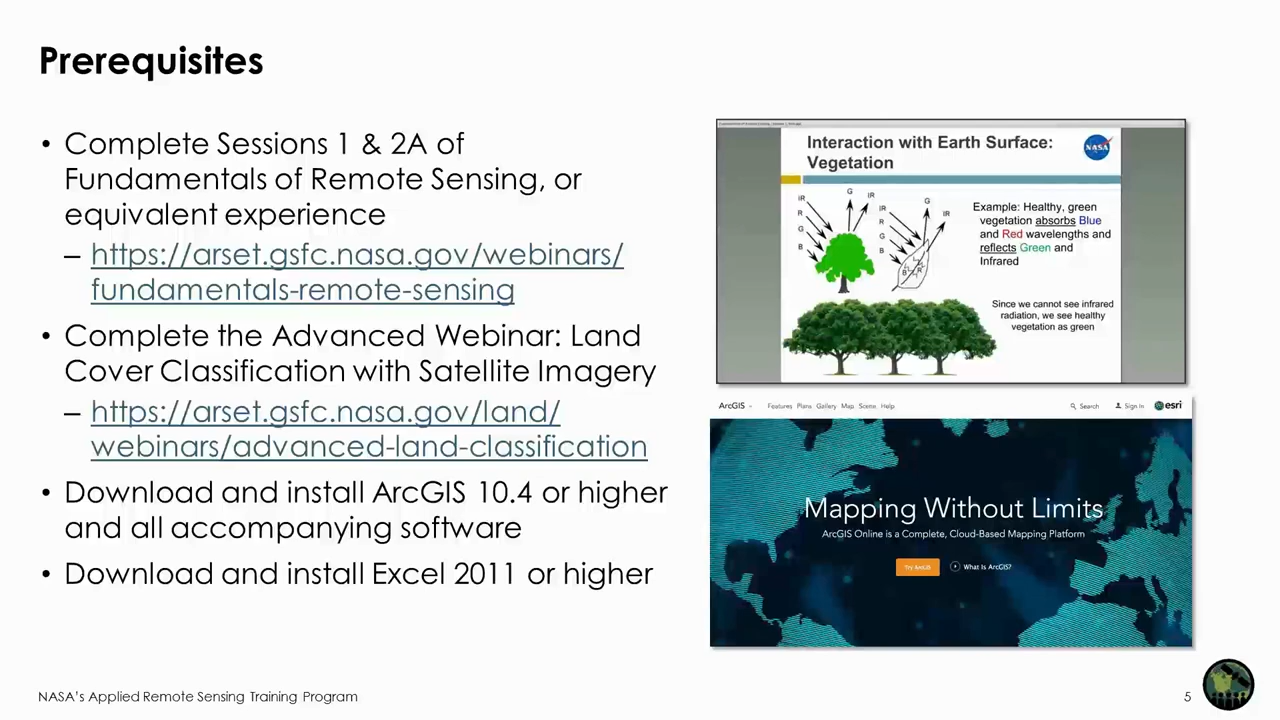 Prerequisites
• Complete Sessions 1 & 2A of
Fundamentals of Remote Sensing, or
equivalent experience
– https://arset.gsfc.nasa.gov/webinars/
fundamentals-remote-sensing
• Complete the Advanced Webinar: Land
Cover Classification with Satellite Imagery
– https://arset.gsfc.nasa.gov/land/
webinars/advanced-land-classification
• Download and install ArcGIS 10.4 or higher
and all accompanying software
• Download and install Excel 2011 or higher
Interaction with Earth Surface:
Vegetation
NASA
IR
R
G
B
G
IR
IR
R
G
B
G
IR
B
R
Example: Healthy, green
vegetation absorbs Blue
and Red wavelengths and
reflects Green and
Infrared
Since we cannot see infrared
radiation, we see healthy
vegetation as green
ArcGIS Features Plans Gallery Map Scene Help Search Sign In esri
Mapping Without Limits
ArcGIS Online is a Complete, Cloud-Based Mapping Platform
Try ArcGIS What Is ArcGIS?
NASA's Applied Remote Sensing Training Program
5